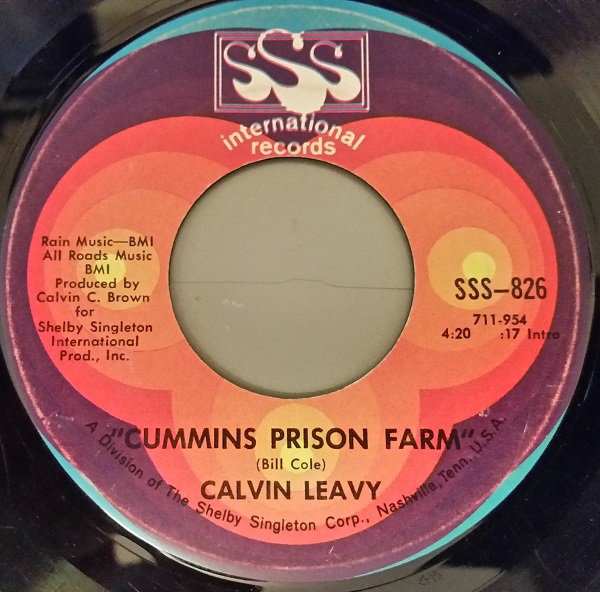 SSS
international
records
Rain Music—BMI
All Roads Music
BMI
Produced by
Calvin C. Brown
for
Shelby Singleton
International
Prod., Inc.
SSS-826
711-954
4:20 :17 Intro
"CUMMINS PRISON FARM"
(Bill Cole)
CALVIN LEAVY
A Division of The Shelby Singleton Corp., Nashville, Tenn. U.S.A.